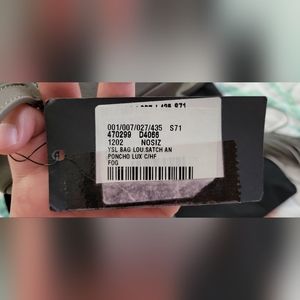 001/007/027/435 S71
470299 D4066
1202 NOSIZ
YSL BAG LOU.SATCH AN
PONCHO LUX C/HF
FOG